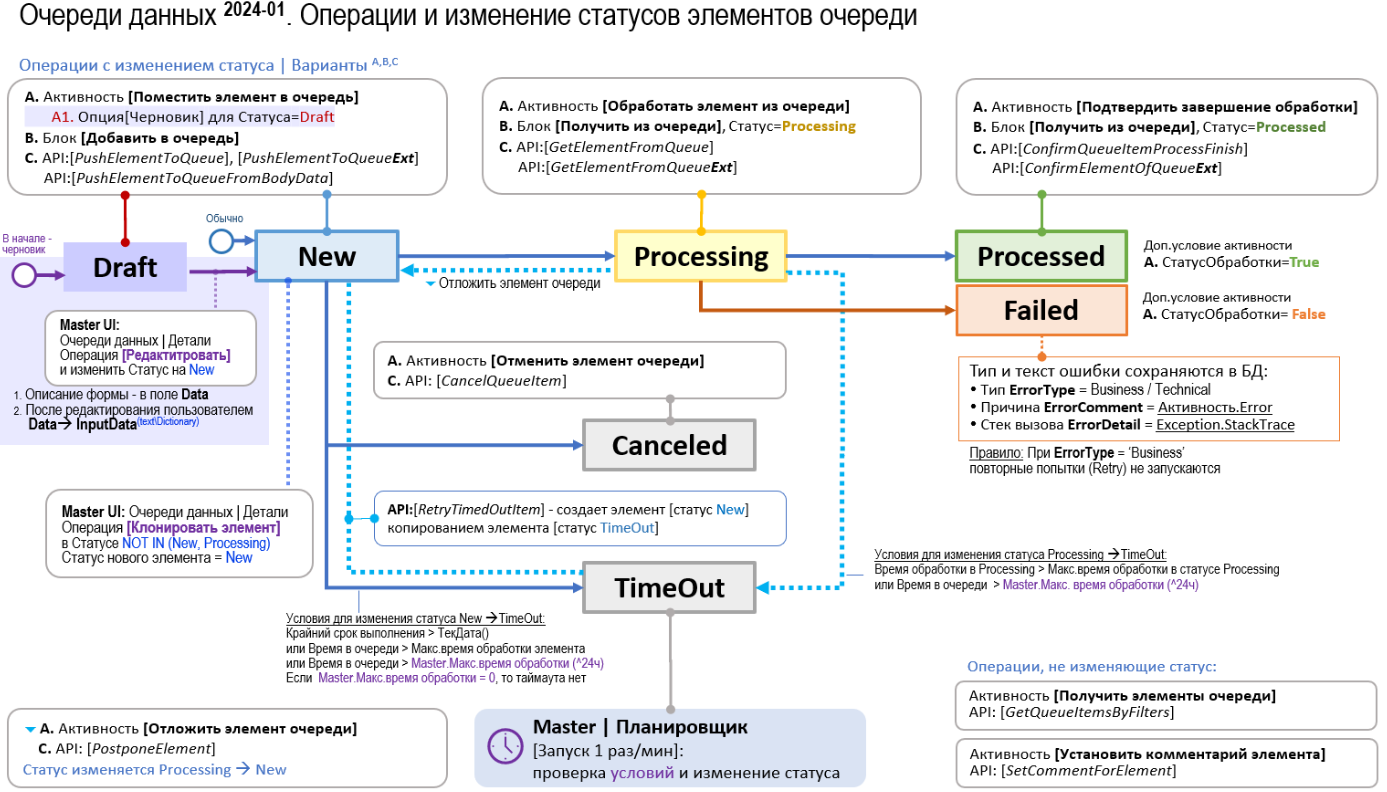 Очереди данных 2024-01. Операции и изменение статусов элементов очереди
Операции с изменением статуса | Варианты A,B,C
A. Активность [Поместить элемент в очередь]
A1. Опция[Черновик] для Статуса=Draft
B. Блок [Добавить в очередь]
C. API:[PushElementToQueue], [PushElementToQueueExt]
API:[PushElementToQueueFromBodyData]
A. Активность [Обработать элемент из очереди]
B. Блок [Получить из очереди], Статус=Processing
C. API:[GetElementFromQueue]
API:[GetElementFromQueueExt]
A. Активность [Подтвердить завершение обработки]
B. Блок [Получить из очереди], Статус=Processed
C. API:[ConfirmQueueItemProcessFinish]
API:[ConfirmElementOfQueueExt]
В начале -
черновик
Draft
Обычно
New
Processing
Processed
Доп.условие активности
A. СтатусОбработки=True
Отложить элемент очереди
Failed
Доп.условие активности
A. СтатусОбработки= False
Master UI:
Очереди данных | Детали
Операция [Редактитровать]
и изменить Статус на New
1. Описание формы - в поле Data
2. После редактирования пользователем
Data→ InputData(text\Dictionary)
A. Активность [Отменить элемент очереди]
C. API: [CancelQueueItem]
Canceled
Тип и текст ошибки сохраняются в БД:
• Тип ErrorType = Business / Technical
• Причина ErrorComment = Активность.Error
• Стек вызова ErrorDetail = Exception.StackTrace
Правило: При ErrorType = ‘Business’
повторные попытки (Retry) не запускаются
Master UI: Очереди данных | Детали
Операция [Клонировать элемент]
в Статусе NOT IN (New, Processing)
Статус нового элемента = New
API:[RetryTimedOutItem] - создает элемент [статус New]
копированием элемента [статус TimeOut]
TimeOut
Условия для изменения статуса Processing →TimeOut:
Время обработки в Processing > Макс.время обработки в статусе Processing
или Время в очереди > Master.Макс. время обработки (^24ч)
Условия для изменения статуса New →TimeOut:
Крайний срок выполнения > ТекДата()
или Время в очереди > Макс.время обработки элемента
или Время в очереди > Master.Макс.время обработки (^24ч)
Если Master.Макс.время обработки = 0, то таймаута нет
A. Активность [Отложить элемент очереди]
C. API: [PostponeElement]
Статус изменяется Processing → New
Master | Планировщик
[Запуск 1 раз/мин]:
проверка условий и изменение статуса
Операции, не изменяющие статус:
Активность [Получить элементы очереди]
API: [GetQueueItemsByFilters]
Активность [Установить комментарий элемента]
API: [SetCommentForElement]